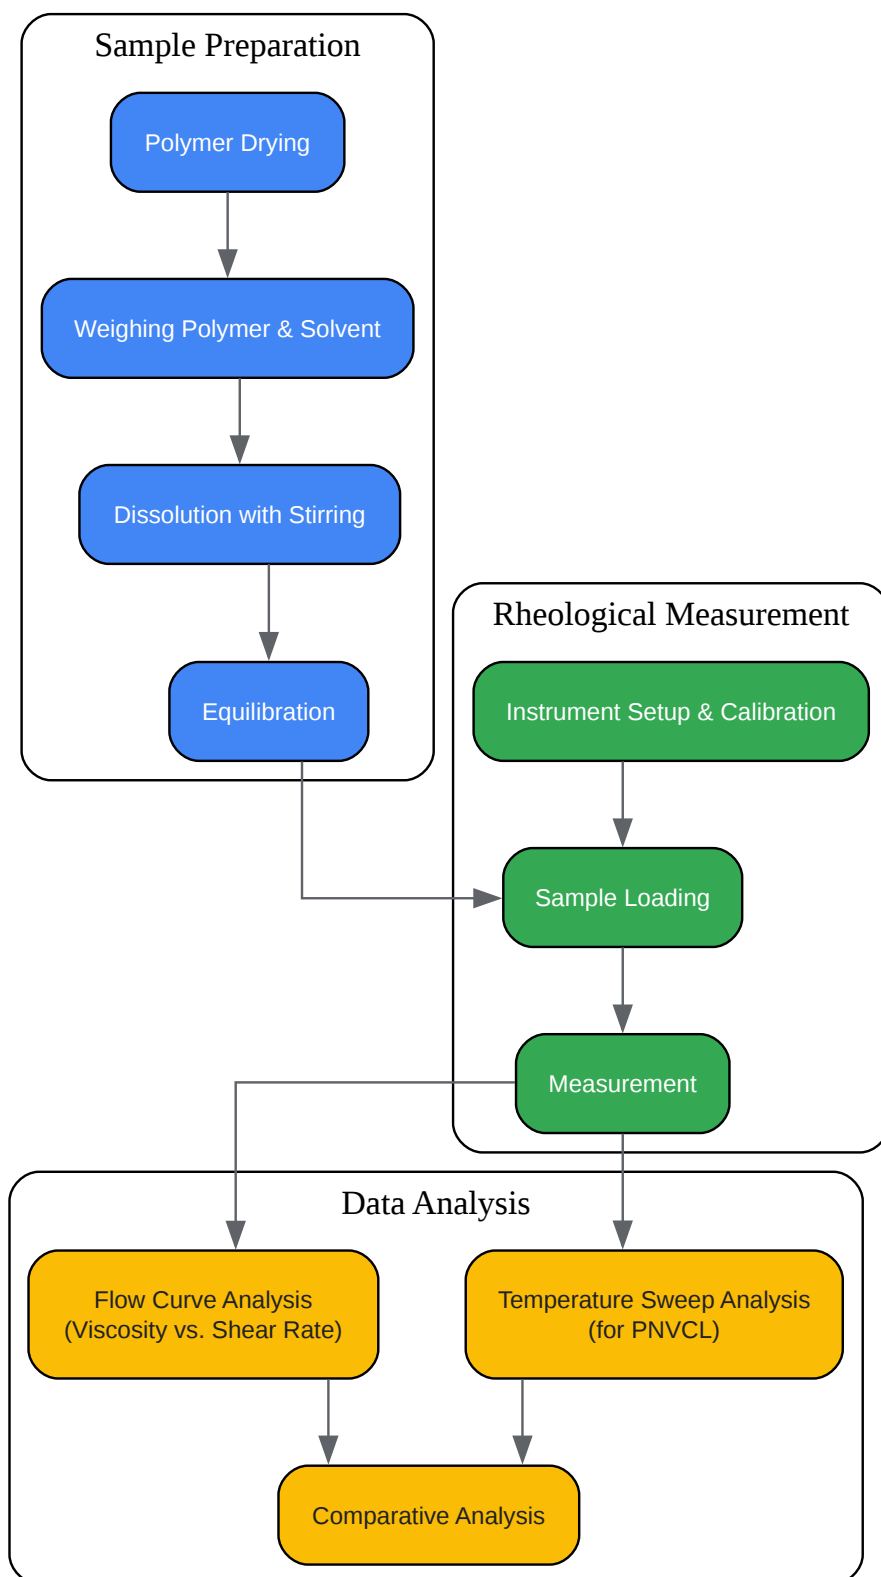 Sample Preparation
Polymer Drying
Weighing Polymer & Solvent
Dissolution with Stirring
Equilibration
Rheological Measurement
Instrument Setup & Calibration
Sample Loading
Measurement
Data Analysis
Flow Curve Analysis
(Viscosity vs. Shear Rate)
Temperature Sweep Analysis
(for PNVCL)
Comparative Analysis